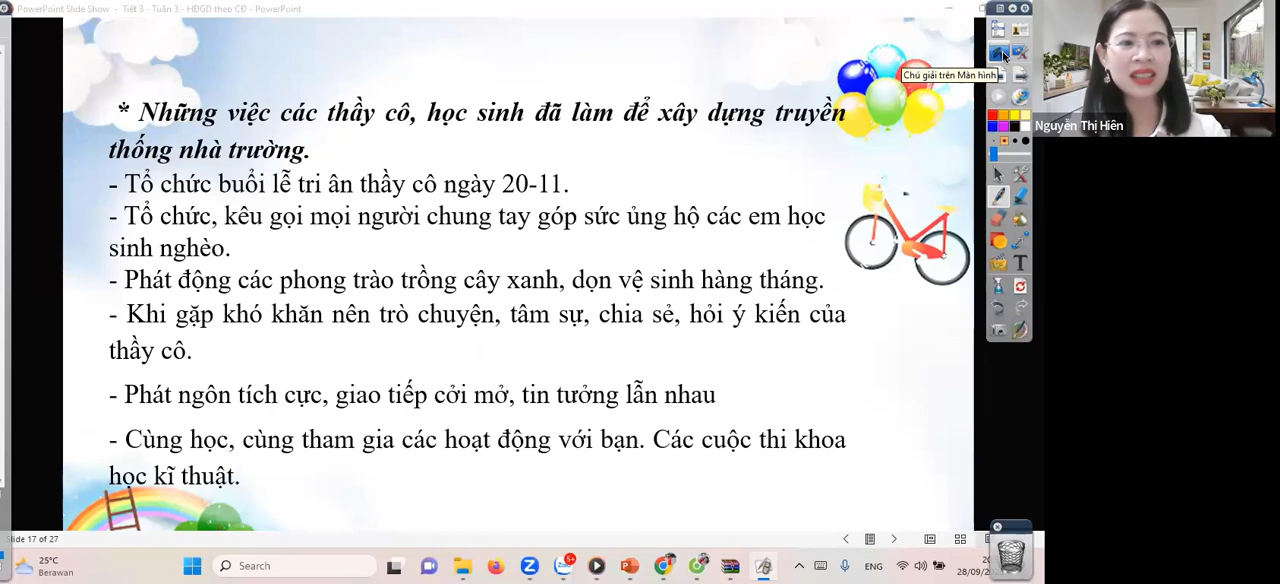 PowerPoint Slide Show - Tiết 3 - Tuần 3 - HĐGD theo CĐ - PowerPoint
Chú giải trên Màn hình
Nguyễn Thị Hiên
* Những việc các thầy cô, học sinh đã làm để xây dựng truyền
thống nhà trường.
- Tổ chức buổi lễ tri ân thầy cô ngày 20-11.
- Tổ chức, kêu gọi mọi người chung tay góp sức ủng hộ các em học
sinh nghèo.
- Phát động các phong trào trồng cây xanh, dọn vệ sinh hàng tháng.
- Khi gặp khó khăn nên trò chuyện, tâm sự, chia sẻ, hỏi ý kiến của
thầy cô.
- Phát ngôn tích cực, giao tiếp cởi mở, tin tưởng lẫn nhau
- Cùng học, cùng tham gia các hoạt động với bạn. Các cuộc thi khoa
học kĩ thuật.
Slide 17 of 27
25°C
Berawan
Search
5+
ENG
28/09/